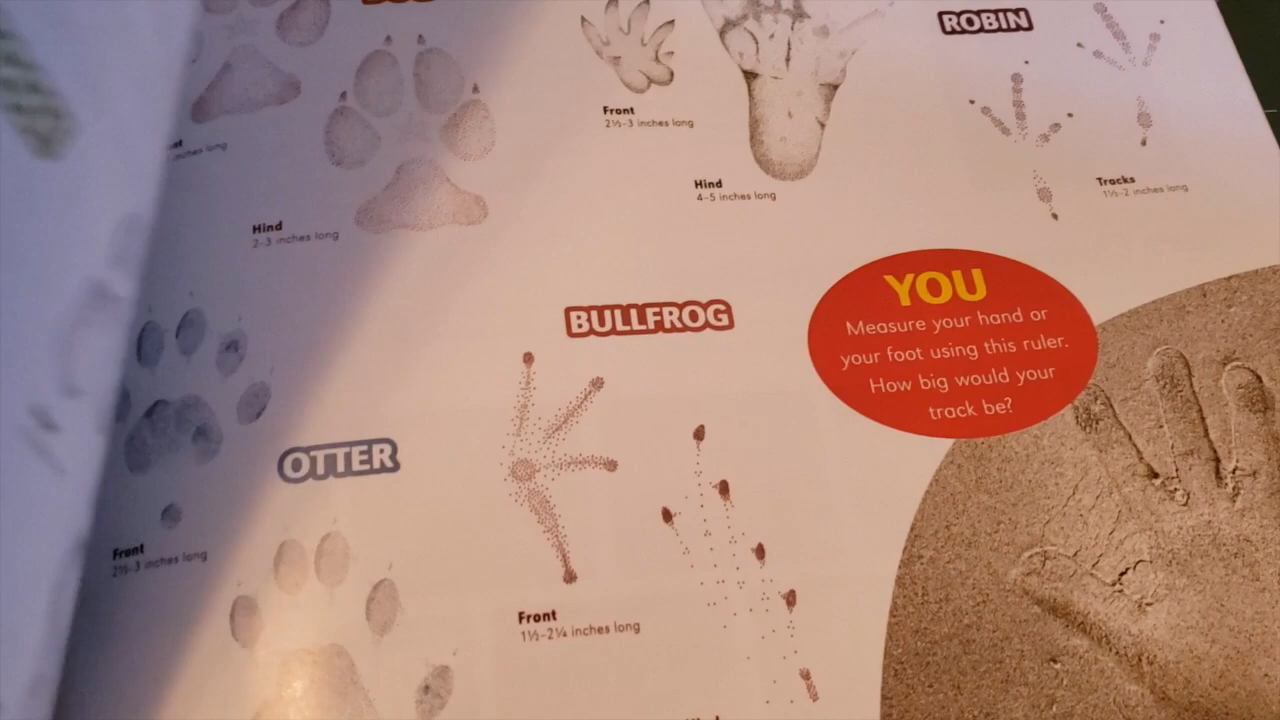 ROBIN
Front
2½-3 inches long
Hind
4-5 inches long
Tracks
1½-2 inches long
inches long
Hind
2-3 inches long
YOU
Measure your hand or
your foot using this ruler.
How big would your
track be?
BULLFROG
OTTER
Front
2½-3 inches long
Front
1½-2¼ inches long